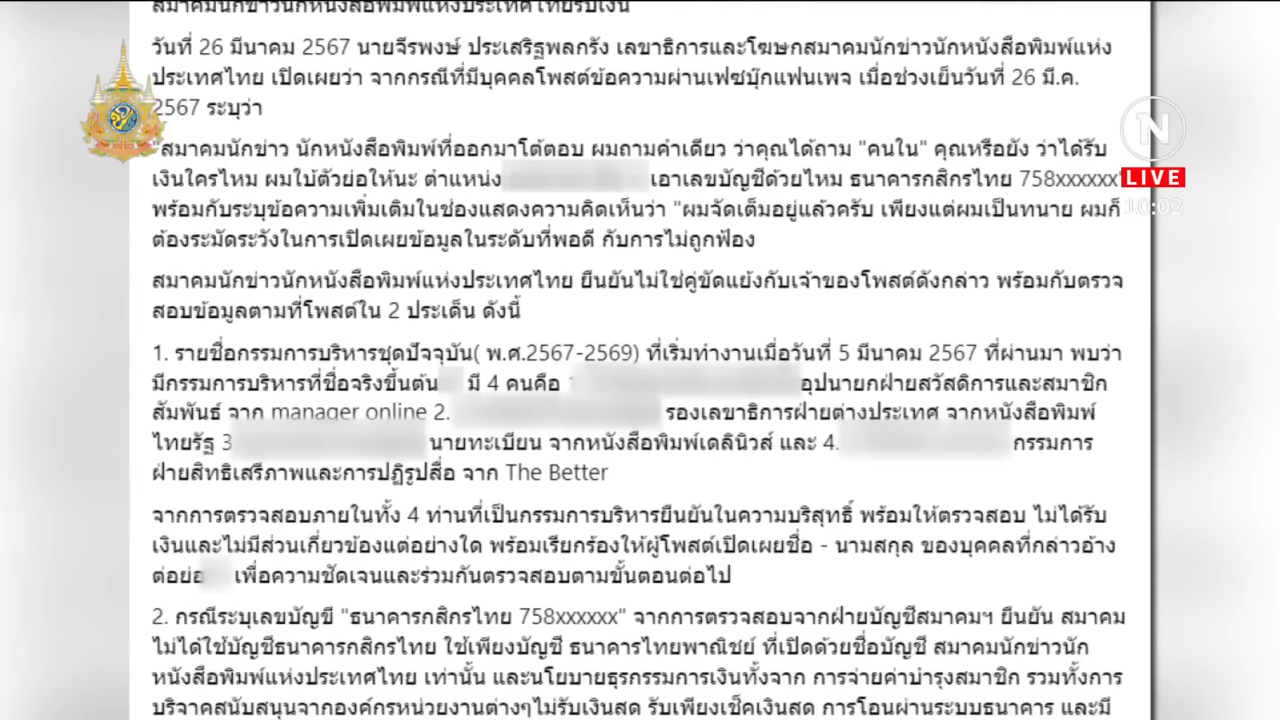 สมาคมนักข่าวนักหนังสือพิมพ์แห่งประเทศไทยรับเงิน
วันที่ 26 มีนาคม 2567 นายจีรพงษ์ ประเสริฐพลกรัง เลขาธิการและโฆษกสมาคมนักข่าวนักหนังสือพิมพ์แห่ง
ประเทศไทย เปิดเผยว่า จากกรณีที่มีบุคคลโพสต์ข้อความผ่านเฟซบุ๊กแฟนเพจ เมื่อช่วงเย็นวันที่ 26 มี.ค.
2567 ระบุว่า
"สมาคมนักข่าว นักหนังสือพิมพ์ที่ออกมาโต้ตอบ ผมถามคำเดียว ว่าคุณได้ถาม "คนใน" คุณหรือยัง ว่าได้รับ
เงินใครไหม ผมใบ้ตัวย่อให้นะ ตำแหน่ง เอาเลขบัญชีด้วยไหม ธนาคารกสิกรไทย 758xxxxxx"
พร้อมกับระบุข้อความเพิ่มเติมในช่องแสดงความคิดเห็นว่า "ผมจัดเต็มอยู่แล้วครับ เพียงแต่ผมเป็นทนาย ผมก็
ต้องระมัดระวังในการเปิดเผยข้อมูลในระดับที่พอดี กับการไม่ถูกฟ้อง
สมาคมนักข่าวนักหนังสือพิมพ์แห่งประเทศไทย ยืนยันไม่ใช่คู่ขัดแย้งกับเจ้าของโพสต์ดังกล่าว พร้อมกับตรวจ
สอบข้อมูลตามที่โพสต์ใน 2 ประเด็น ดังนี้
1. รายชื่อกรรมการบริหารชุดปัจจุบัน( พ.ศ.2567-2569) ที่เริ่มทำงานเมื่อวันที่ 5 มีนาคม 2567 ที่ผ่านมา พบว่า
มีกรรมการบริหารที่ชื่อจริงขึ้นต้น มี 4 คนคือ 1 อุปนายกฝ่ายสวัสดิการและสมาชิก
สัมพันธ์ จาก manager online 2. รองเลขาธิการฝ่ายต่างประเทศ จากหนังสือพิมพ์
ไทยรัฐ 3 นายทะเบียน จากหนังสือพิมพ์เดลินิวส์ และ 4. กรรมการ
ฝ่ายสิทธิเสรีภาพและการปฏิรูปสื่อ จาก The Better
จากการตรวจสอบภายในทั้ง 4 ท่านที่เป็นกรรมการบริหารยืนยันในความบริสุทธิ์ พร้อมให้ตรวจสอบ ไม่ได้รับ
เงินและไม่มีส่วนเกี่ยวข้องแต่อย่างใด พร้อมเรียกร้องให้ผู้โพสต์เปิดเผยชื่อ - นามสกุล ของบุคคลที่กล่าวอ้าง
ต่อย่อ เพื่อความชัดเจนและร่วมกันตรวจสอบตามขั้นตอนต่อไป
2. กรณีระบุเลขบัญชี "ธนาคารกสิกรไทย 758xxxxxx" จากการตรวจสอบจากฝ่ายบัญชีสมาคมฯ ยืนยัน สมาคม
ไม่ได้ใช้บัญชีธนาคารกสิกรไทย ใช้เพียงบัญชี ธนาคารไทยพาณิชย์ ที่เปิดด้วยชื่อบัญชี สมาคมนักข่าวนัก
หนังสือพิมพ์แห่งประเทศไทย เท่านั้น และนโยบายธุรกรรมการเงินทั้งจาก การจ่ายค่าบำรุงสมาชิก รวมทั้งการ
บริจาคสนับสนุนจากองค์กรหน่วยงานต่างๆไม่รับเงินสด รับเพียงเช็คเงินสด การโอนผ่านระบบธนาคาร และมี
N
LIVE
10:02